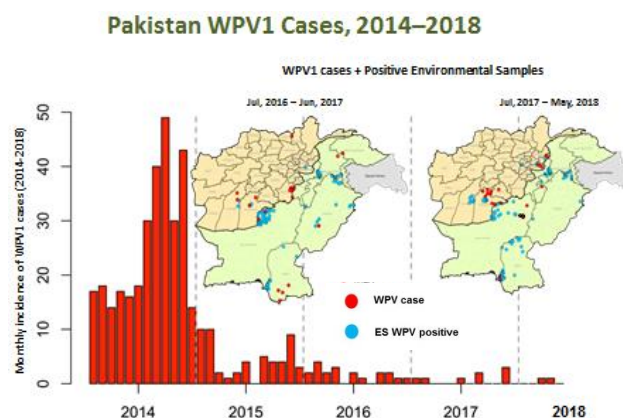 Pakistan WPV1 Cases, 2014–2018
WPV1 cases + Positive Environmental Samples
Jul, 2016 – Jun, 2017
Jul, 2017 – May, 2018
Monthly incidence of WPV1 cases (2014-2018)
50
40
30
20
10
0
WPV case
ES WPV positive
2014
2015
2016
2017
2018